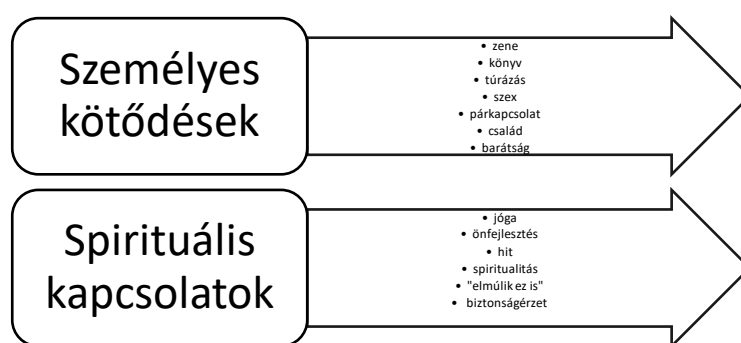 Személyes
kötődések
• zene
• könyv
• túrázás
• szex
• párkapcsolat
• család
• barátság
Spirituális
kapcsolatok
• jóga
• önfejlesztés
• hit
• spiritualitás
• "elmúlik ez is"
• biztonságérzet